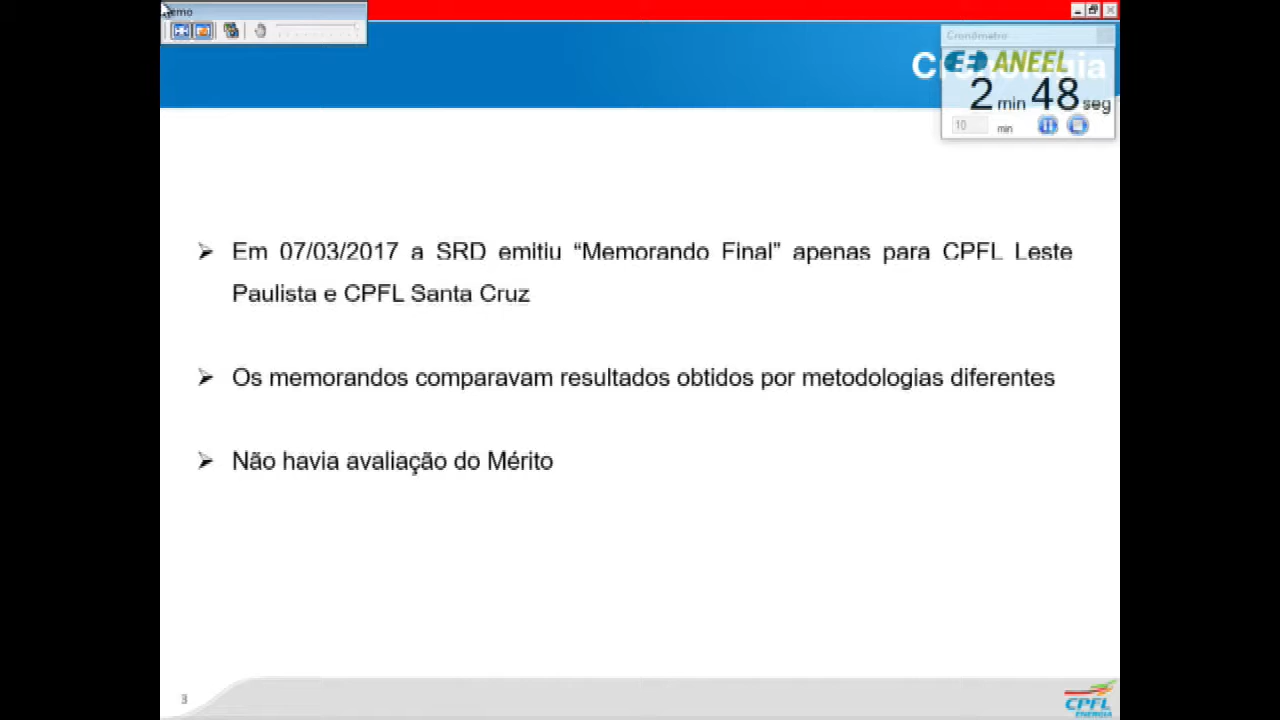 Cronômetro
ANEEL
2 min 48 seg
10 min
Em 07/03/2017 a SRD emitiu “Memorando Final” apenas para CPFL Leste
Paulista e CPFL Santa Cruz
Os memorandos comparavam resultados obtidos por metodologias diferentes
Não havia avaliação do Mérito
3
CPFL
ENERGIA